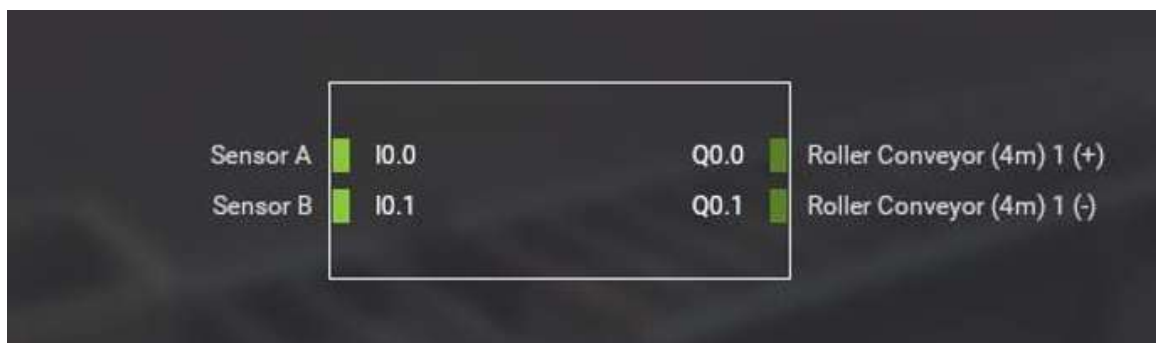 Sensor A I0.0 Q0.0 Roller Conveyor (4m) 1 (+)
Sensor B I0.1 Q0.1 Roller Conveyor (4m) 1 (-)